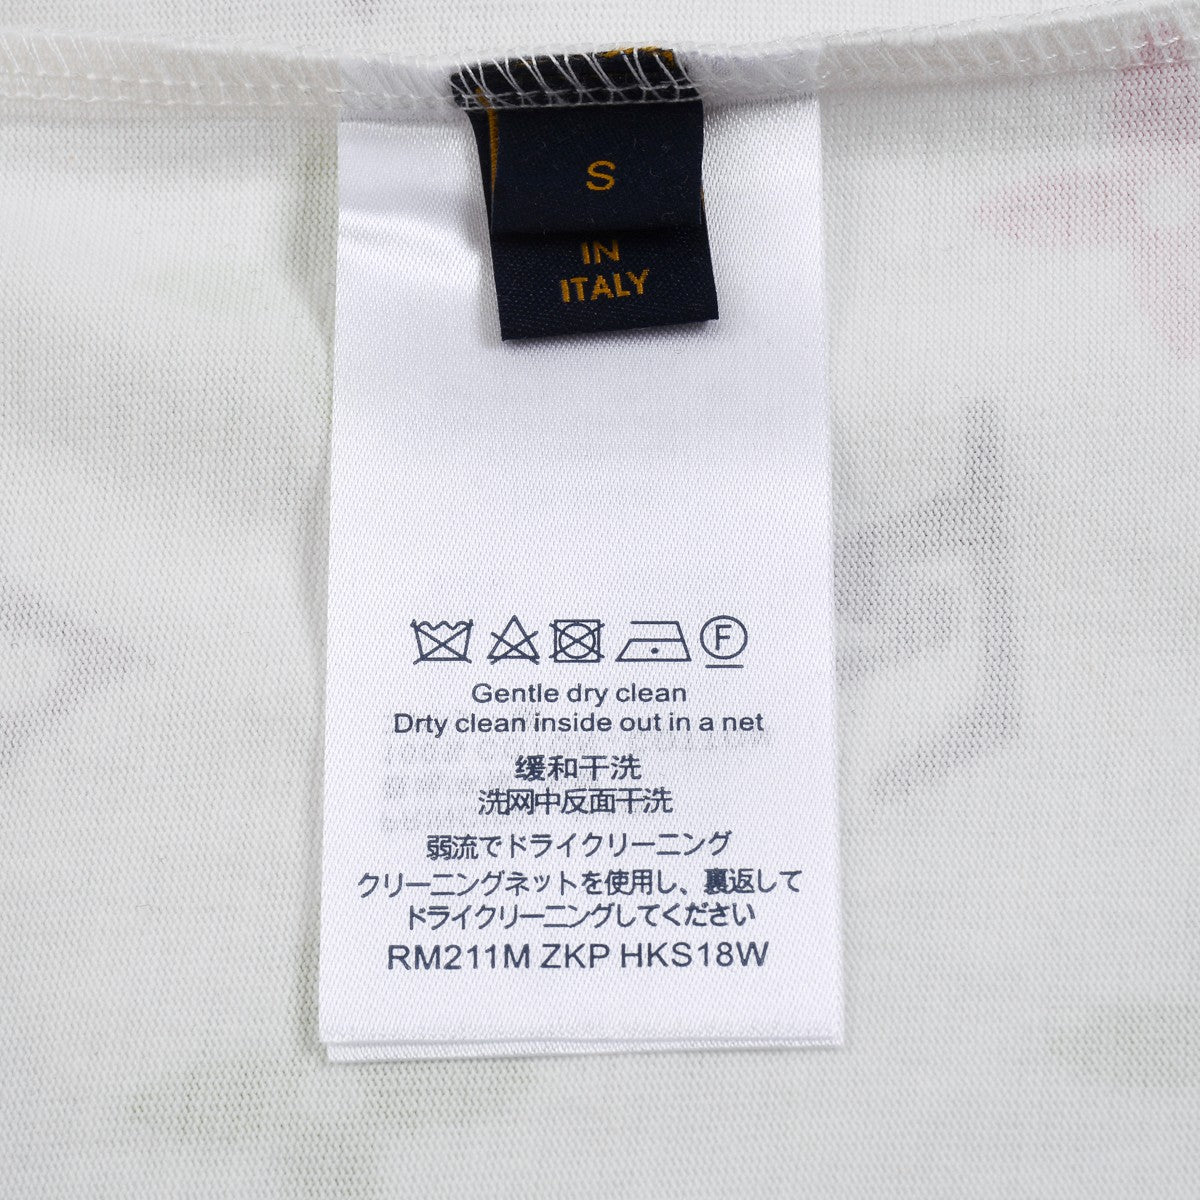 S
IN
ITALY
F
Gentle dry clean
Drty clean inside out in a net
缓和干洗
洗网中反面干洗
弱流でドライクリーニング
クリーニングネットを使用し、裏返して
ドライクリーニングしてください
RM211M ZKP HKS18W